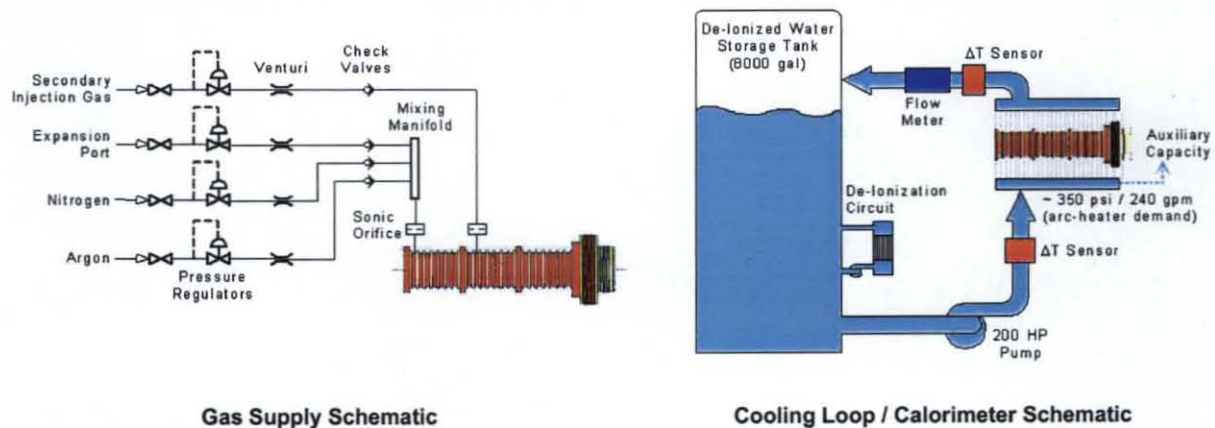 Secondary
Injection Gas
Expansion
Port
Nitrogen
Argon
Venturi
Check
Valves
Mixing
Manifold
Sonic
Orifice
Pressure
Regulators
Gas Supply Schematic
De-Ionized Water
Storage Tank
(8000 gal)
ΔT Sensor
Flow
Meter
Auxiliary
Capacity
De-Ionization
Circuit
~ 350 psi / 240 gpm
(arc-heater demand)
ΔT Sensor
200 HP
Pump
Cooling Loop / Calorimeter Schematic